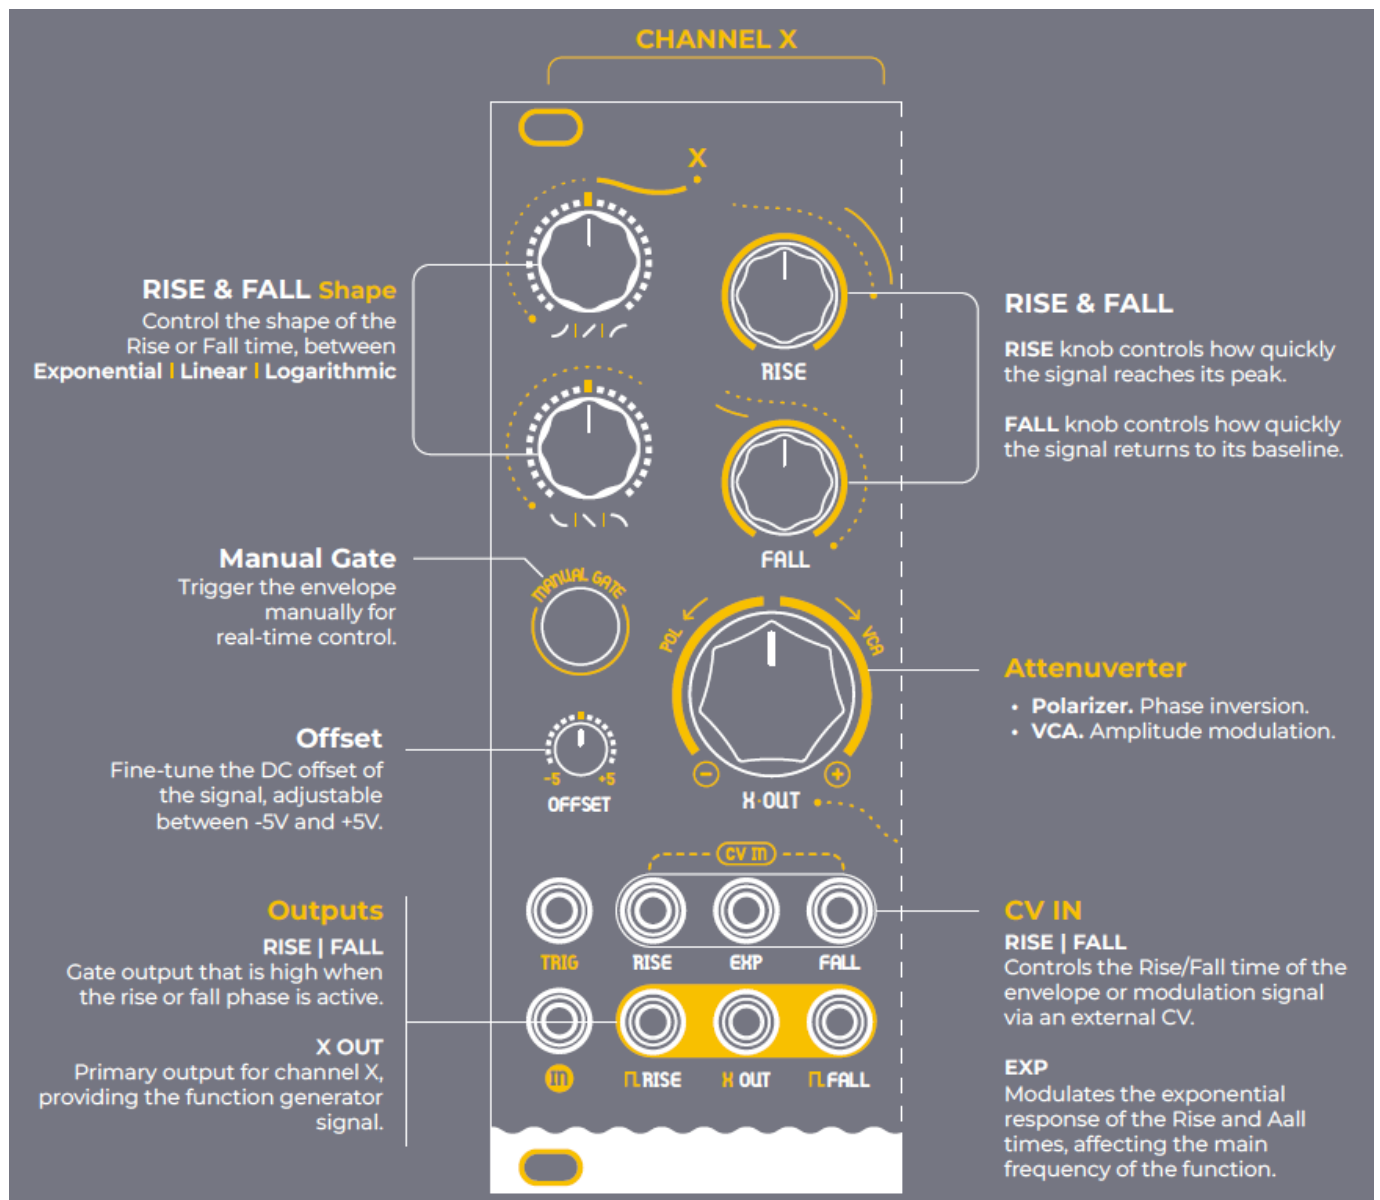 CHANNEL X
X
RISE & FALL Shape
Control the shape of the
Rise or Fall time, between
Exponential | Linear | Logarithmic
RISE
FALL
RISE & FALL
RISE knob controls how quickly
the signal reaches its peak.
FALL knob controls how quickly
the signal returns to its baseline.
Manual Gate
Trigger the envelope
manually for
real-time control.
MANUAL GATE
POL
VCA
Attenuverter
• Polarizer. Phase inversion.
• VCA. Amplitude modulation.
Offset
Fine-tune the DC offset of
the signal, adjustable
between -5V and +5V.
-5 +5
OFFSET
− +
X·OUT
CV IN
TRIG RISE EXP FALL
IN RISE X OUT FALL
Outputs
RISE | FALL
Gate output that is high when
the rise or fall phase is active.
X OUT
Primary output for channel X,
providing the function generator
signal.
CV IN
RISE | FALL
Controls the Rise/Fall time of the
envelope or modulation signal
via an external CV.
EXP
Modulates the exponential
response of the Rise and Aall
times, affecting the main
frequency of the function.